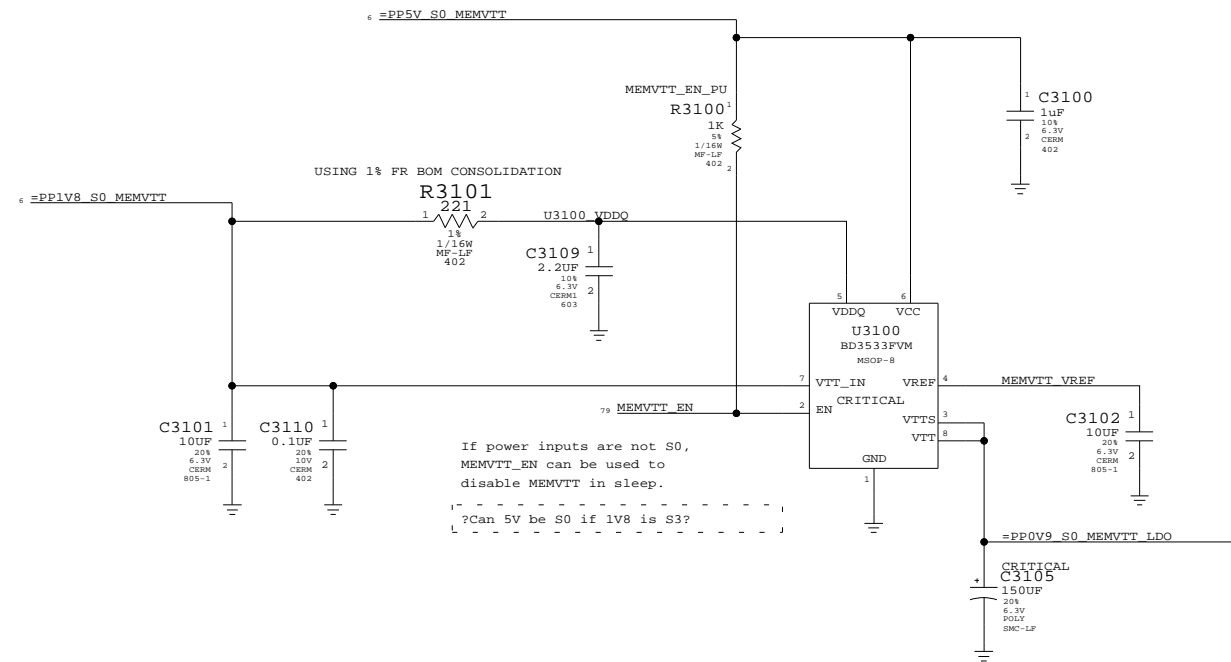 6 =PP5V_S0_MEMVTT
MEMVTT_EN_PU
R3100 1
1K
5%
1/16W
MF-LF
402 2
1 C3100
1uF
10%
2 6.3V
CERM
402
USING 1% FR BOM CONSOLIDATION
R3101
221
1 2
1%
1/16W
MF-LF
402
6 =PP1V8_S0_MEMVTT
U3100_VDDQ
C3109 1
2.2UF
10%
6.3V 2
CERM1
603
5 6
VDDQ VCC
U3100
BD3533FVM
MSOP-8
7 VTT_IN VREF 4 MEMVTT_VREF
CRITICAL
79 MEMVTT_EN 2 EN
VTTS 3
VTT 8
GND
1
C3101 1
10UF
20%
6.3V 2
CERM
805-1
C3110 1
0.1UF
20%
10V 2
CERM
402
C3102 1
10UF
20%
6.3V 2
CERM
805-1
If power inputs are not S0,
MEMVTT_EN can be used to
disable MEMVTT in sleep.
?Can 5V be S0 if 1V8 is S3?
=PP0V9_S0_MEMVTT_LDO
CRITICAL
+ C3105
150UF
20%
6.3V
POLY
SMC-LF